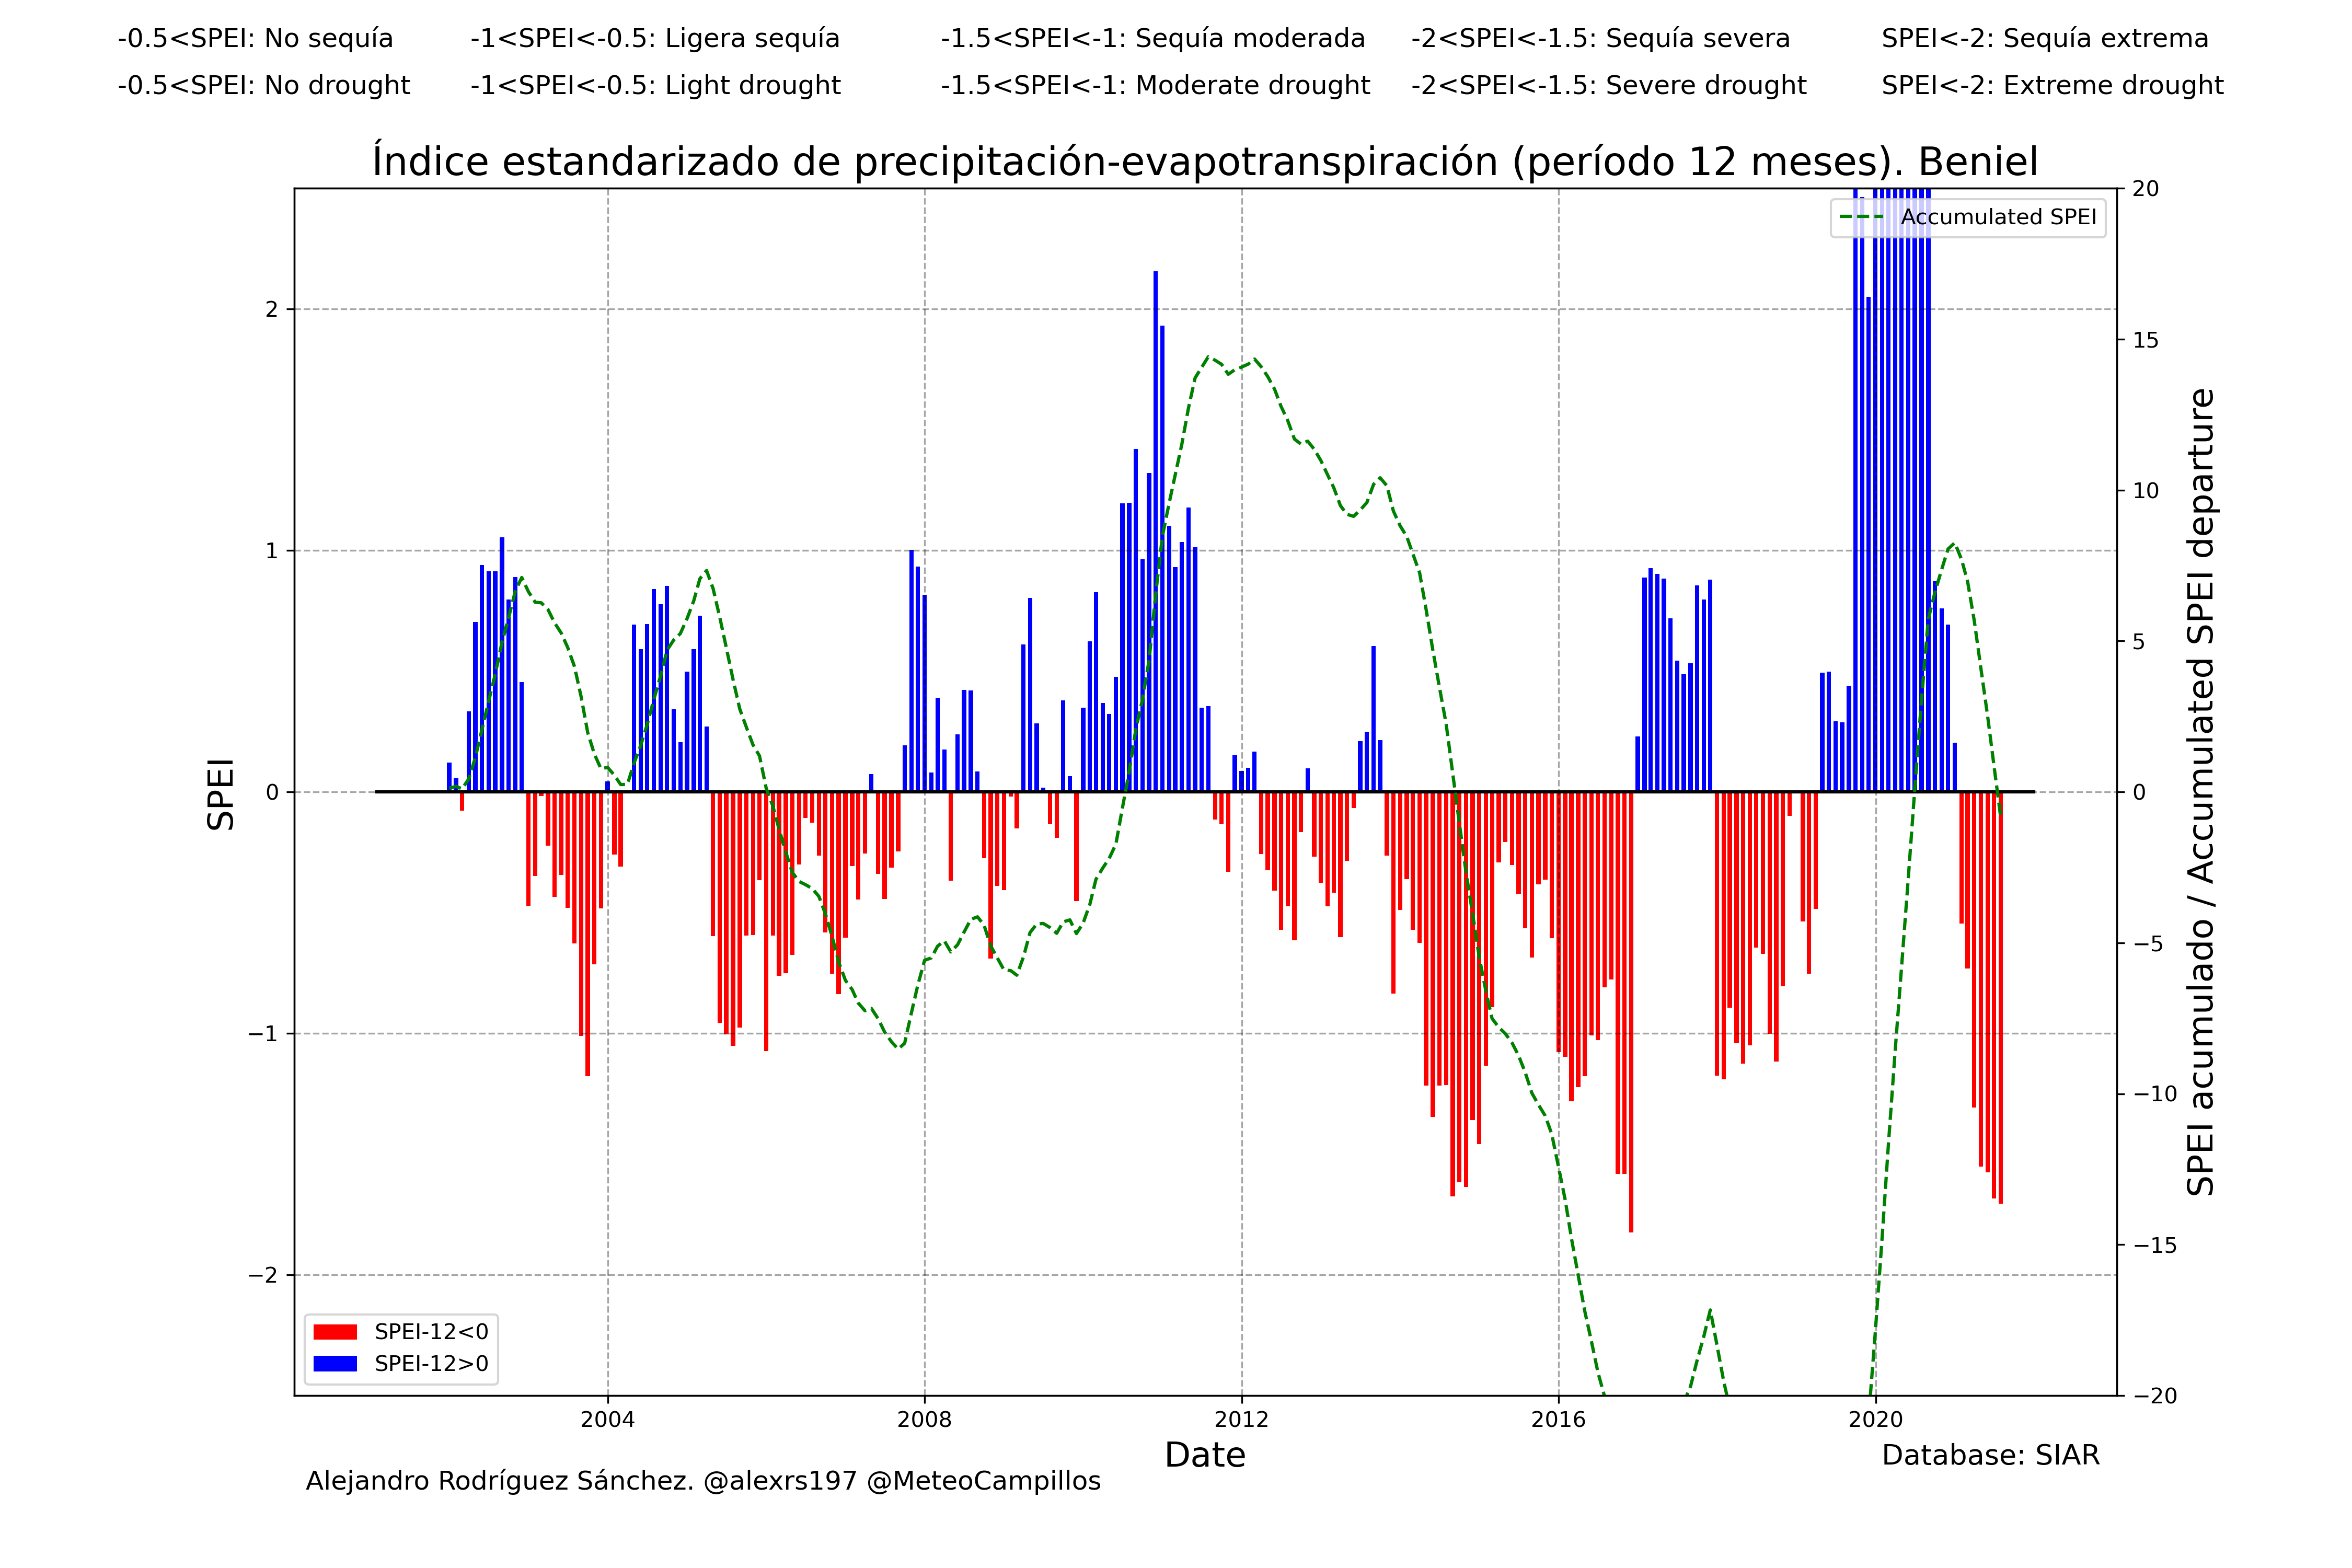 -0.5<SPEI: No sequía -1<SPEI<-0.5: Ligera sequía -1.5<SPEI<-1: Sequía moderada -2<SPEI<-1.5: Sequía severa SPEI<-2: Sequía extrema
-0.5<SPEI: No drought -1<SPEI<-0.5: Light drought -1.5<SPEI<-1: Moderate drought -2<SPEI<-1.5: Severe drought SPEI<-2: Extreme drought
Índice estandarizado de precipitación-evapotranspiración (período 12 meses). Beniel
Accumulated SPEI
SPEI
2
1
0
−1
−2
20
15
10
5
0
−5
−10
−15
−20
SPEI acumulado / Accumulated SPEI departure
SPEI-12<0
SPEI-12>0
2004 2008 2012 2016 2020
Date
Database: SIAR
Alejandro Rodríguez Sánchez. @alexrs197 @MeteoCampillos